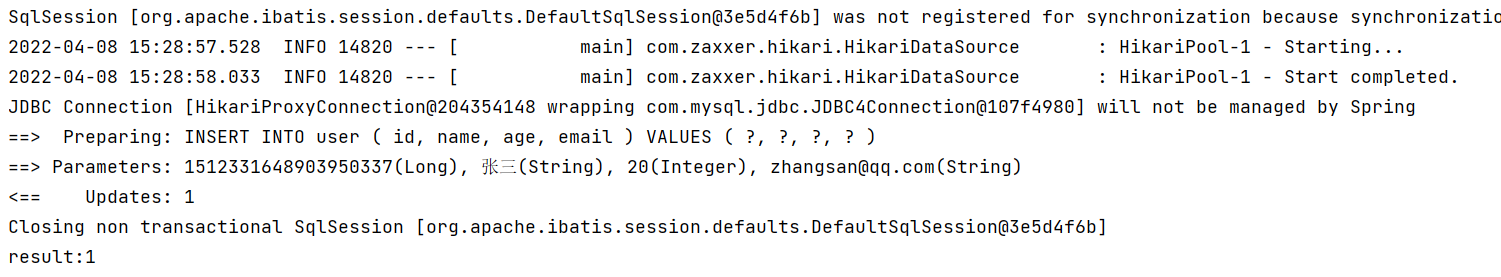 SqlSession [org.apache.ibatis.session.defaults.DefaultSqlSession@3e5d4f6b] was not registered for synchronization because synchronizatio
2022-04-08 15:28:57.528  INFO 14820 --- [           main] com.zaxxer.hikari.HikariDataSource       : HikariPool-1 - Starting...
2022-04-08 15:28:58.033  INFO 14820 --- [           main] com.zaxxer.hikari.HikariDataSource       : HikariPool-1 - Start completed.
JDBC Connection [HikariProxyConnection@204354148 wrapping com.mysql.jdbc.JDBC4Connection@107f4980] will not be managed by Spring
==>  Preparing: INSERT INTO user ( id, name, age, email ) VALUES ( ?, ?, ?, ? )
==> Parameters: 1512331648903950337(Long), 张三(String), 20(Integer), zhangsan@qq.com(String)
<==    Updates: 1
Closing non transactional SqlSession [org.apache.ibatis.session.defaults.DefaultSqlSession@3e5d4f6b]
result:1